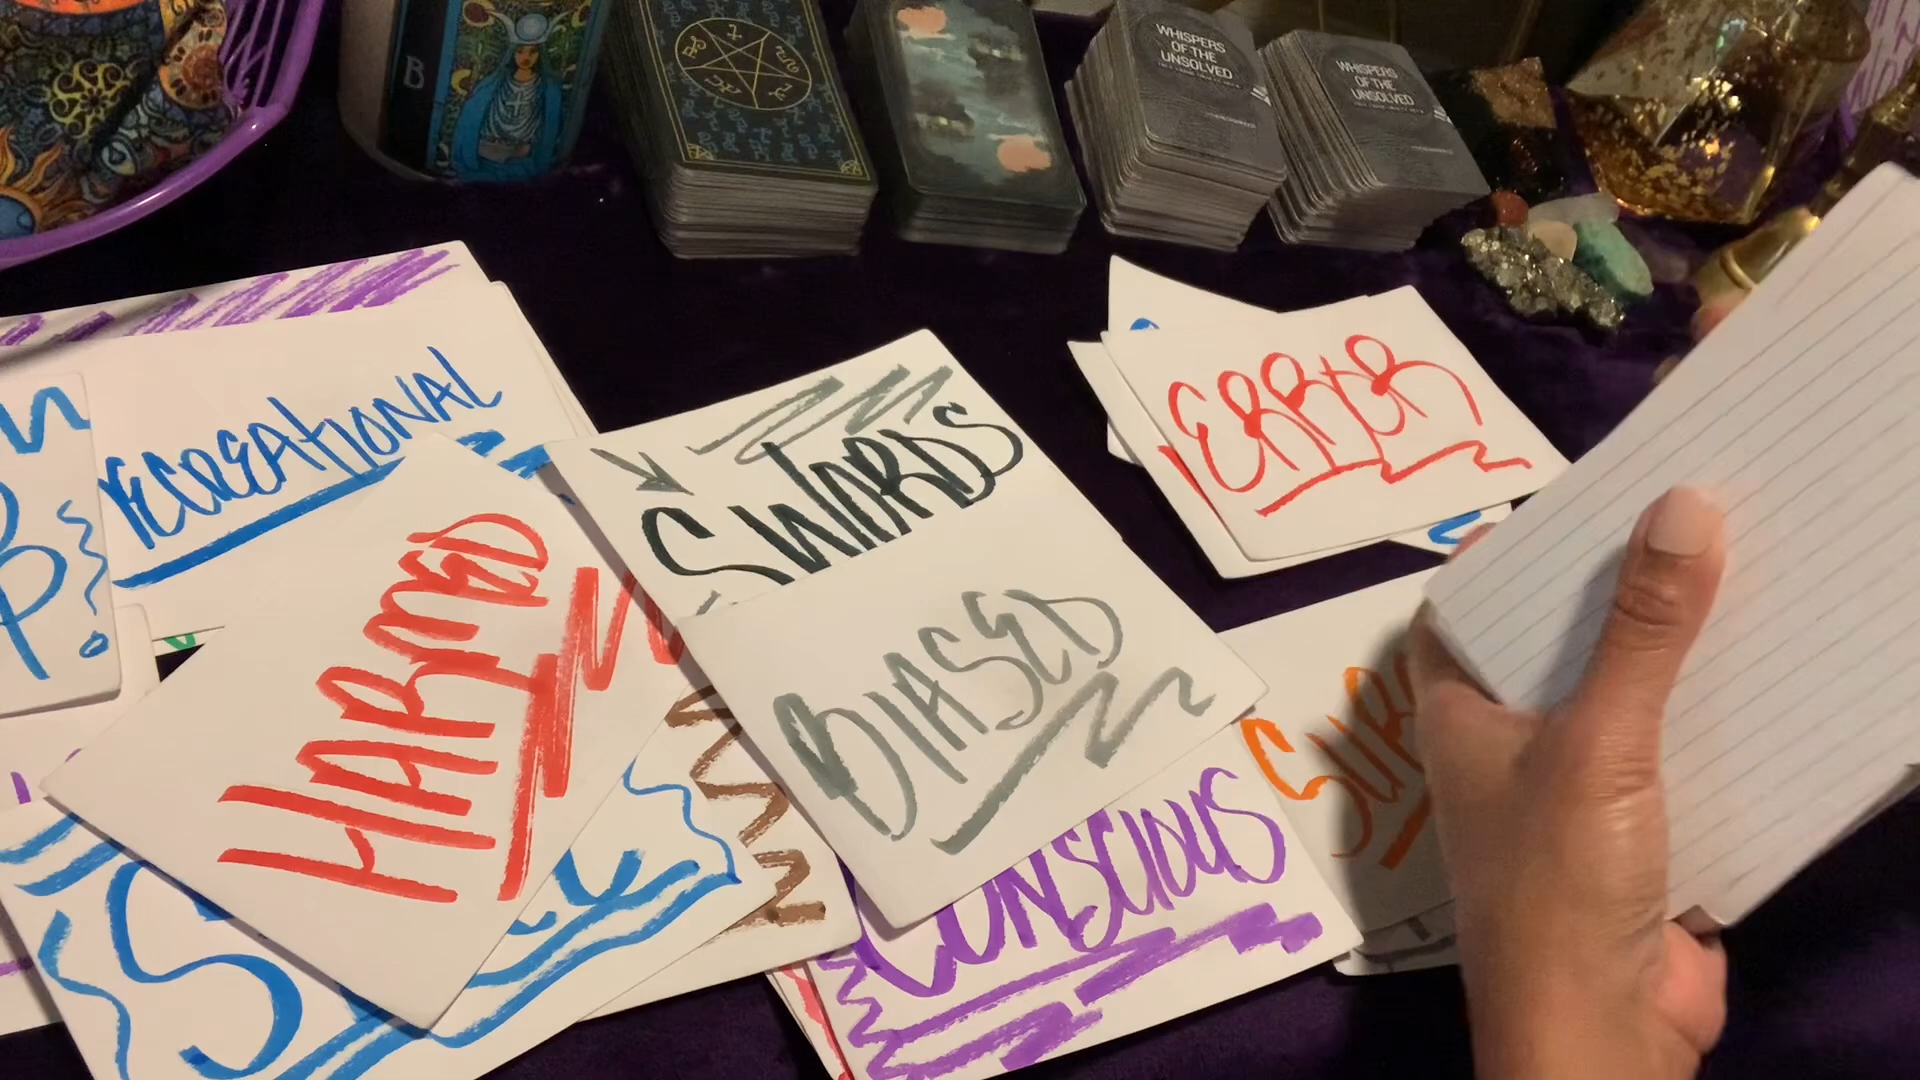 B
WHISPERS
OF THE
UNSOLVED
WHISPERS
OF THE
UNSOLVED
RECREATIONAL
SWORDS
ERROR
HARMED
BIASED
CONSCIOUS